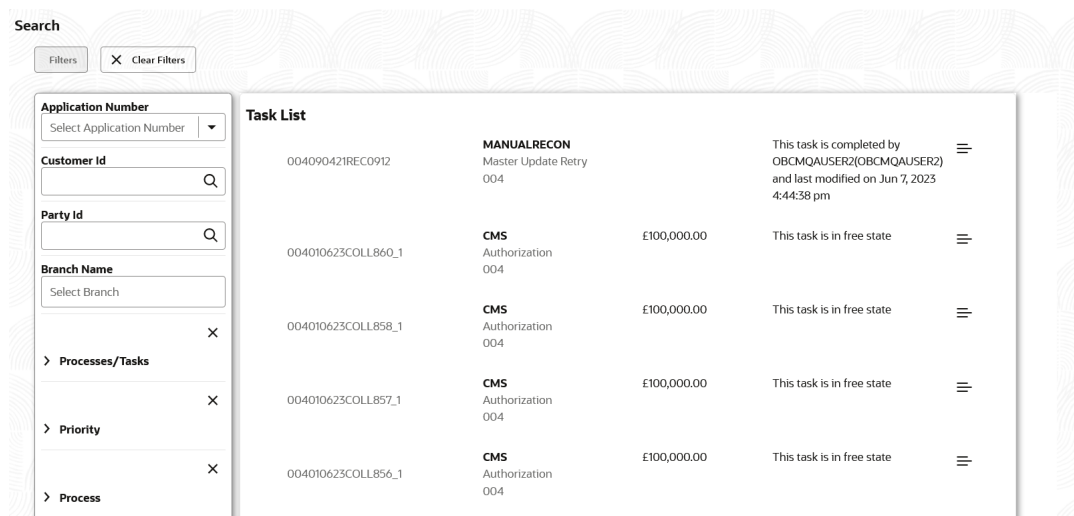 Search
Filters
Clear Filters
Application Number
Select Application Number
Customer Id
Party Id
Branch Name
Select Branch
Processes/Tasks
Priority
Process
Task List
004090421REC0912
MANUALRECON
Master Update Retry
004
This task is completed by
OBCMQAUSER2(OBCMQAUSER2)
and last modified on Jun 7, 2023
4:44:38 pm
004010623COLL860_1
CMS
Authorization
004
£100,000.00
This task is in free state
004010623COLL858_1
CMS
Authorization
004
£100,000.00
This task is in free state
004010623COLL857_1
CMS
Authorization
004
£100,000.00
This task is in free state
004010623COLL856_1
CMS
Authorization
004
£100,000.00
This task is in free state